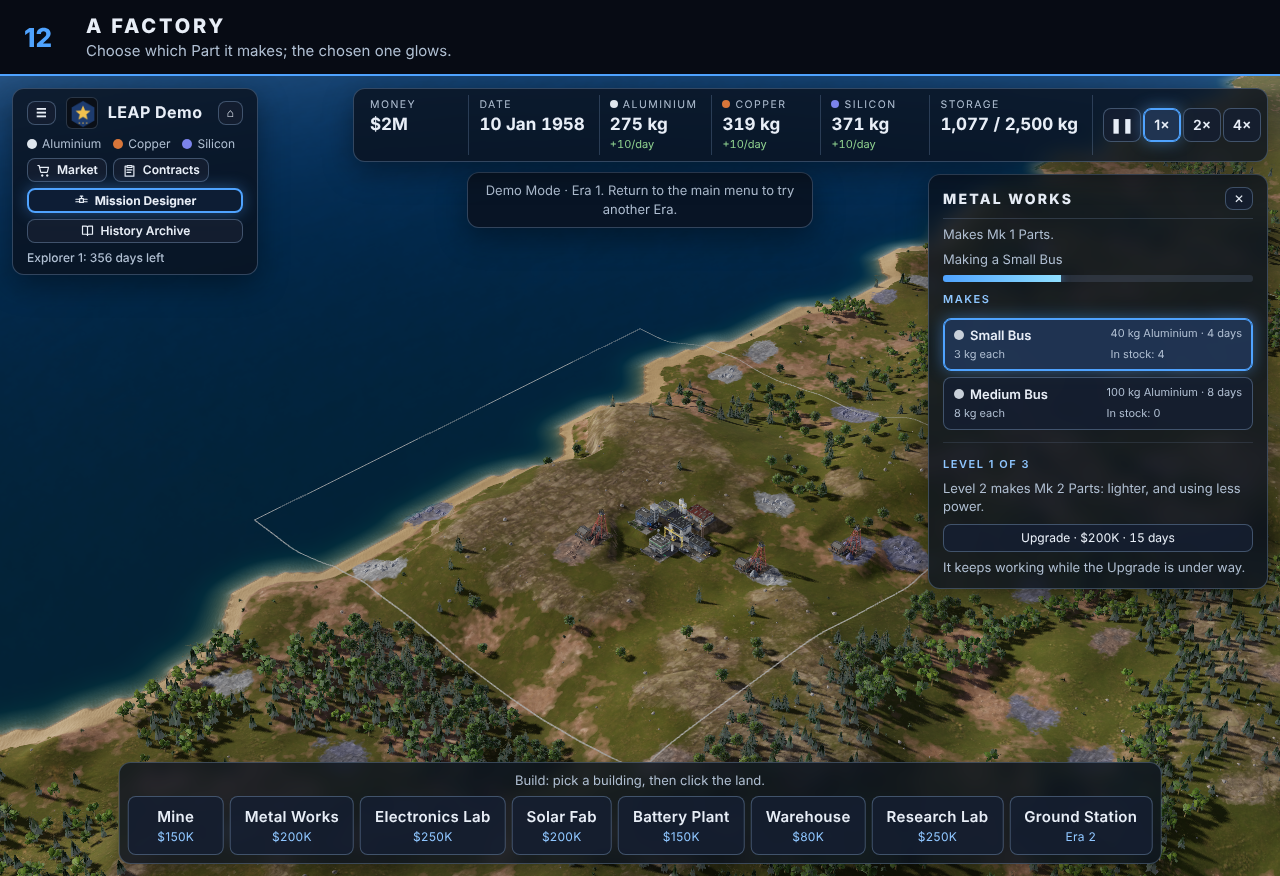 12
A FACTORY
Choose which Part it makes; the chosen one glows.
LEAP Demo
Aluminium Copper Silicon
Market Contracts
Mission Designer
History Archive
Explorer 1: 356 days left
MONEY
$2M
DATE
10 Jan 1958
ALUMINIUM
275 kg
+10/day
COPPER
319 kg
+10/day
SILICON
371 kg
+10/day
STORAGE
1,077 / 2,500 kg
1× 2× 4×
Demo Mode · Era 1. Return to the main menu to try
another Era.
METAL WORKS
Makes Mk 1 Parts.
Making a Small Bus
MAKES
Small Bus 40 kg Aluminium · 4 days
3 kg each In stock: 4
Medium Bus 100 kg Aluminium · 8 days
8 kg each In stock: 0
LEVEL 1 OF 3
Level 2 makes Mk 2 Parts: lighter, and using less
power.
Upgrade · $200K · 15 days
It keeps working while the Upgrade is under way.
Build: pick a building, then click the land.
Mine
$150K
Metal Works
$200K
Electronics Lab
$250K
Solar Fab
$200K
Battery Plant
$150K
Warehouse
$80K
Research Lab
$250K
Ground Station
Era 2